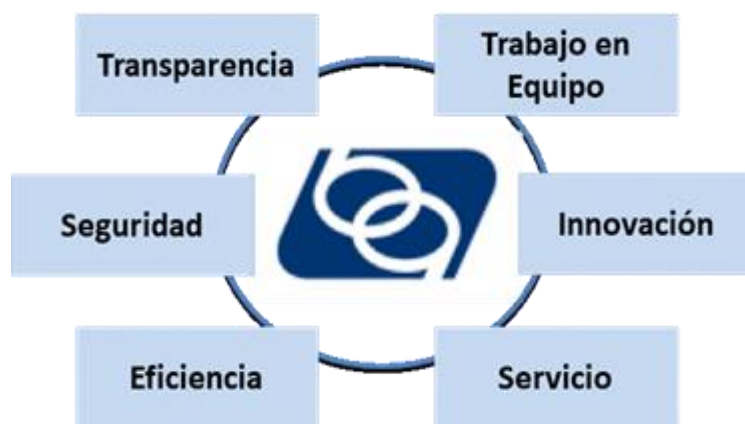 Transparencia
Trabajo en
Equipo
Seguridad
Innovación
Eficiencia
Servicio